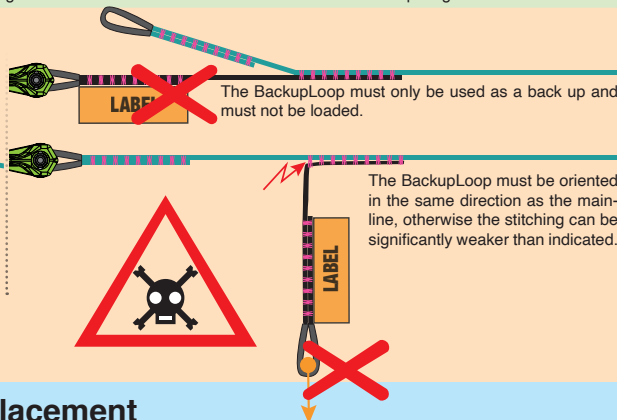 LABEL
The BackupLoop must only be used as a back up and
must not be loaded.
The BackupLoop must be oriented
in the same direction as the main-
line, otherwise the stitching can be
significantly weaker than indicated.
LABEL
lacement